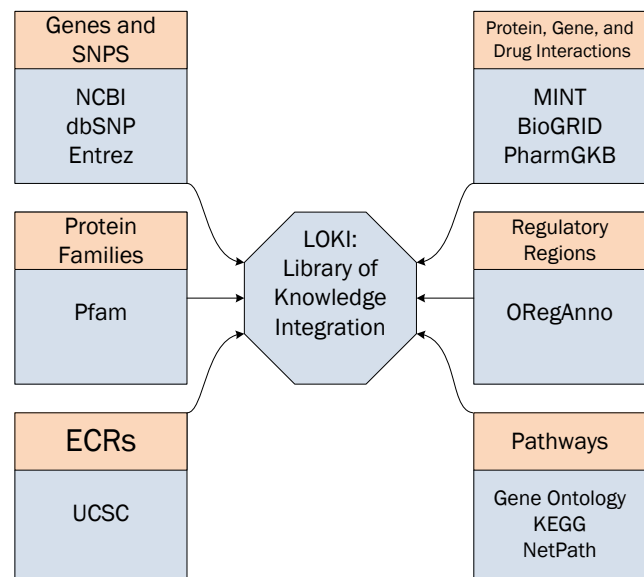 Genes and
SNPS
NCBI
dbSNP
Entrez
Protein, Gene, and
Drug Interactions
MINT
BioGRID
PharmGKB
Protein
Families
Pfam
LOKI:
Library of
Knowledge
Integration
Regulatory
Regions
ORegAnno
ECRs
UCSC
Pathways
Gene Ontology
KEGG
NetPath